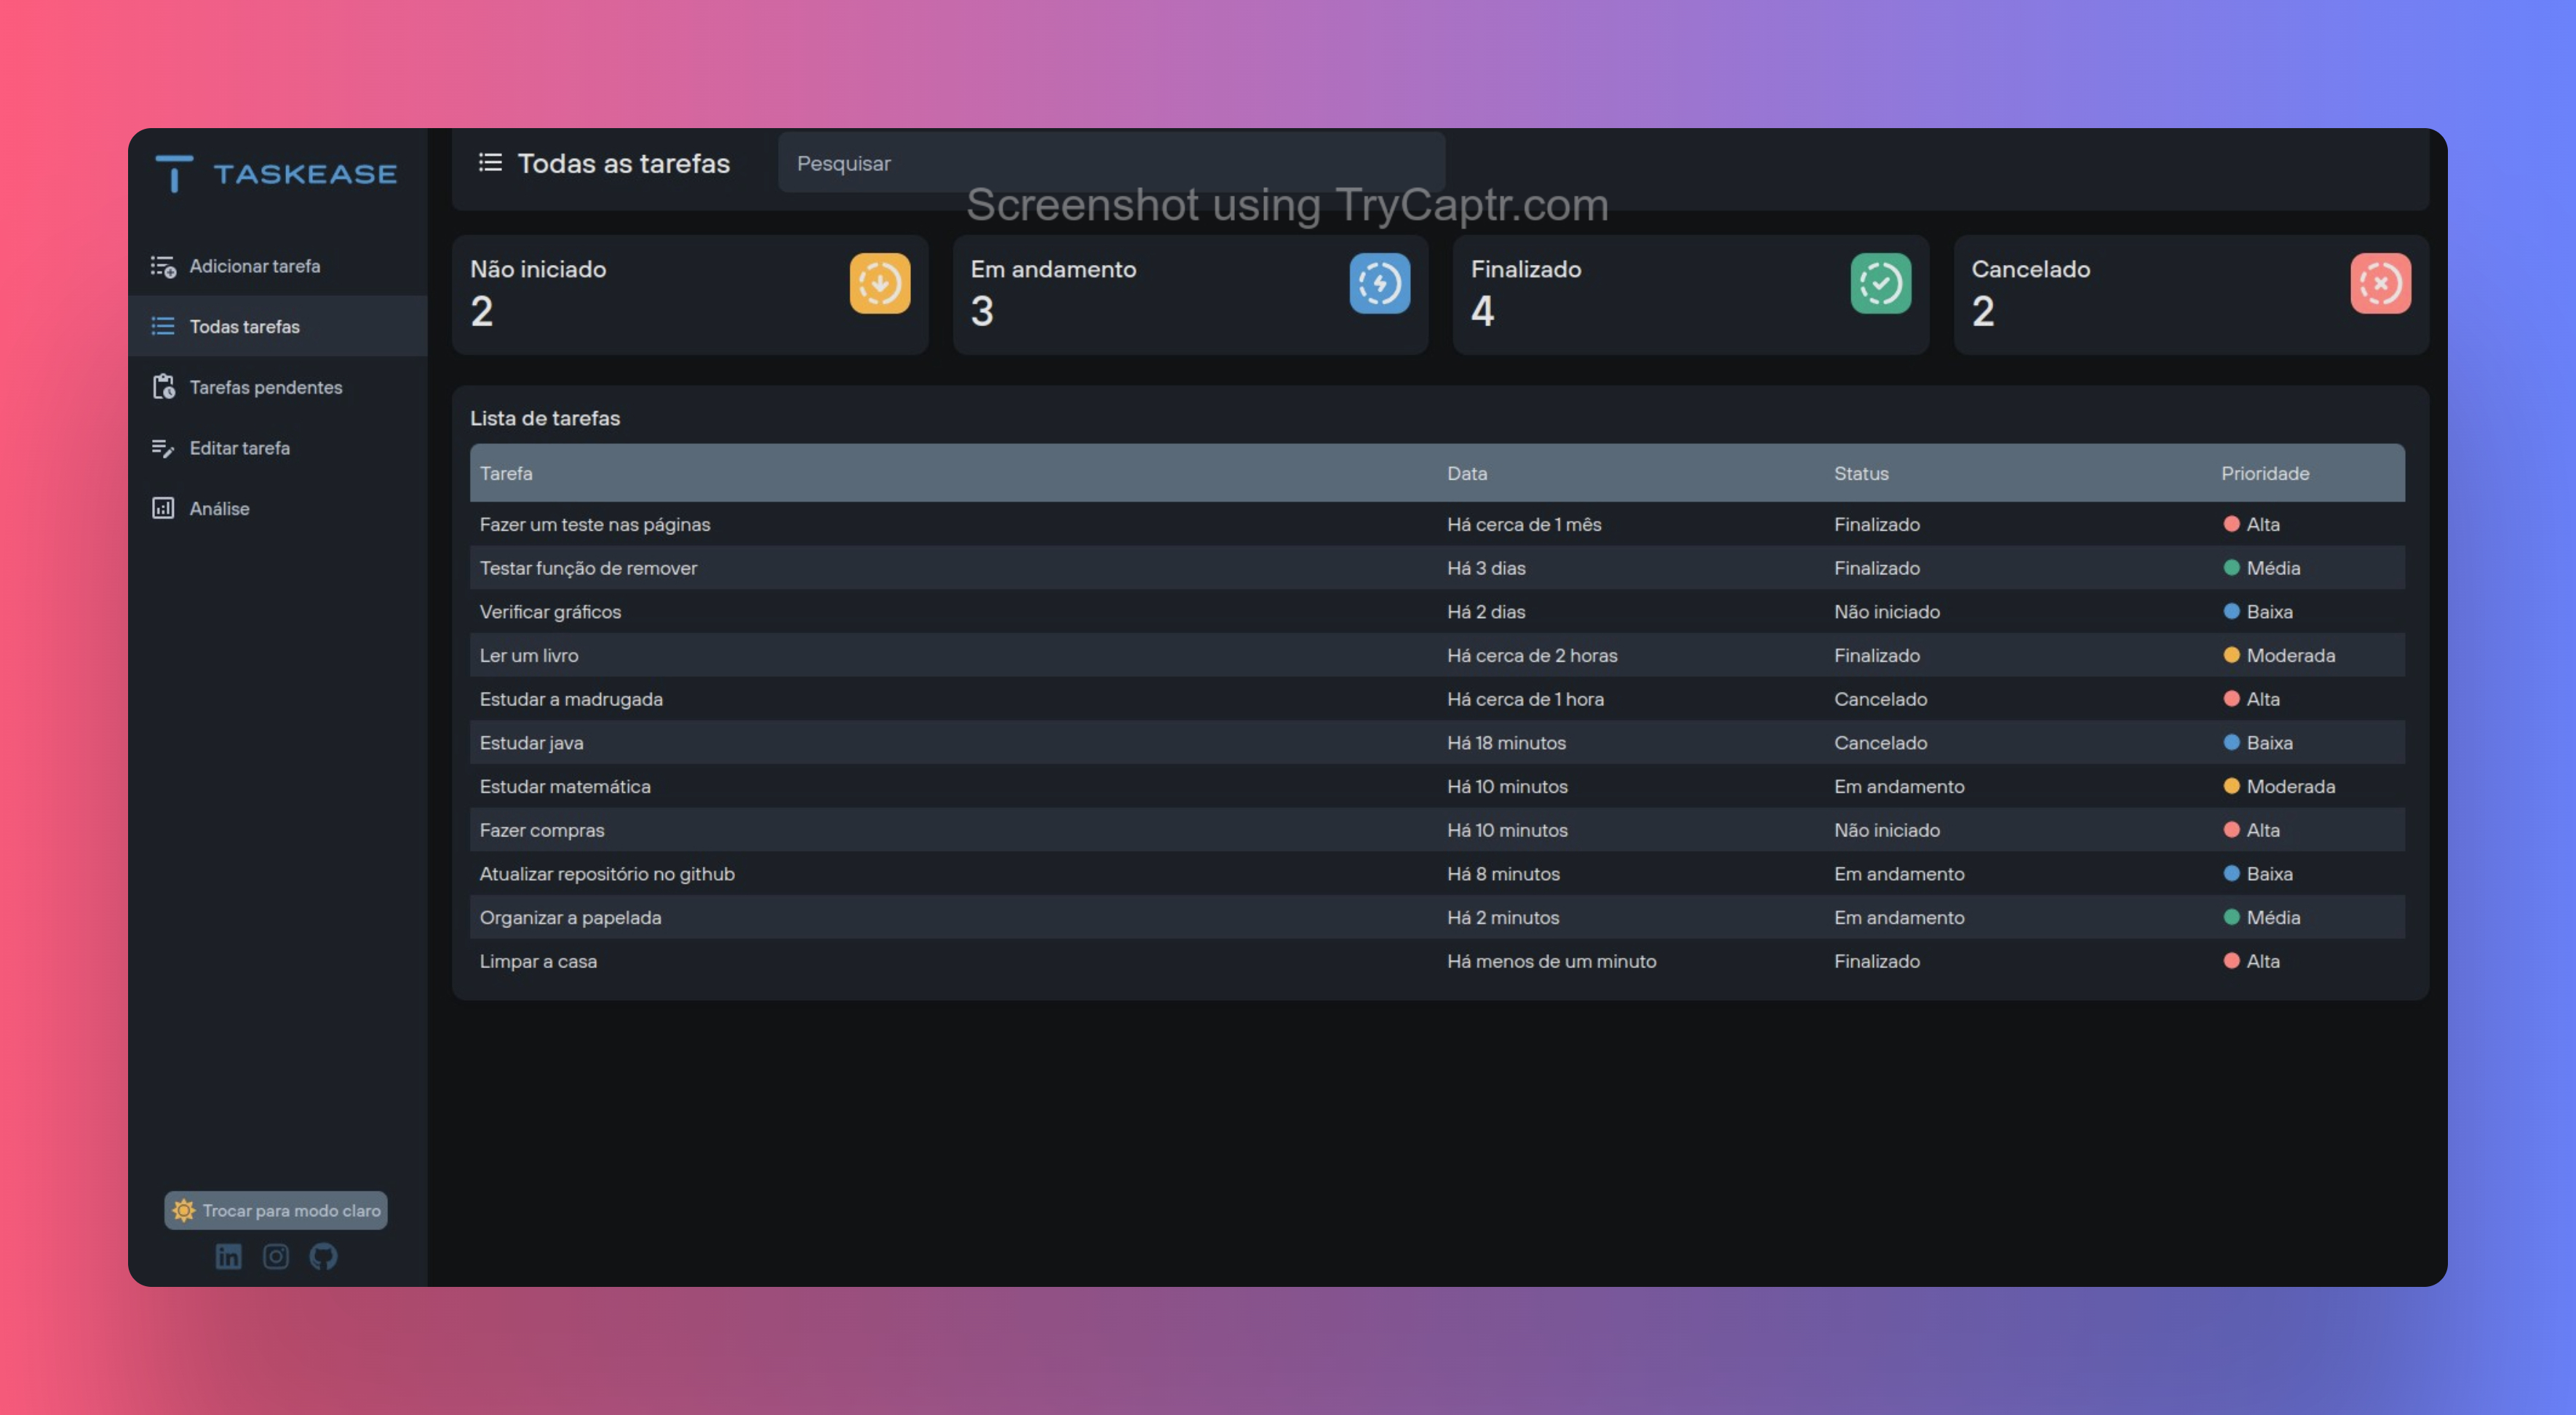 TASKEASE
Adicionar tarefa
Todas tarefas
Tarefas pendentes
Editar tarefa
Análise
Trocar para modo claro
Todas as tarefas
Pesquisar
Screenshot using TryCaptr.com
Não iniciado
2
Em andamento
3
Finalizado
4
Cancelado
2
Lista de tarefas
Tarefa Data Status Prioridade
Fazer um teste nas páginas Há cerca de 1 mês Finalizado Alta
Testar função de remover Há 3 dias Finalizado Média
Verificar gráficos Há 2 dias Não iniciado Baixa
Ler um livro Há cerca de 2 horas Finalizado Moderada
Estudar a madrugada Há cerca de 1 hora Cancelado Alta
Estudar java Há 18 minutos Cancelado Baixa
Estudar matemática Há 10 minutos Em andamento Moderada
Fazer compras Há 10 minutos Não iniciado Alta
Atualizar repositório no github Há 8 minutos Em andamento Baixa
Organizar a papelada Há 2 minutos Em andamento Média
Limpar a casa Há menos de um minuto Finalizado Alta